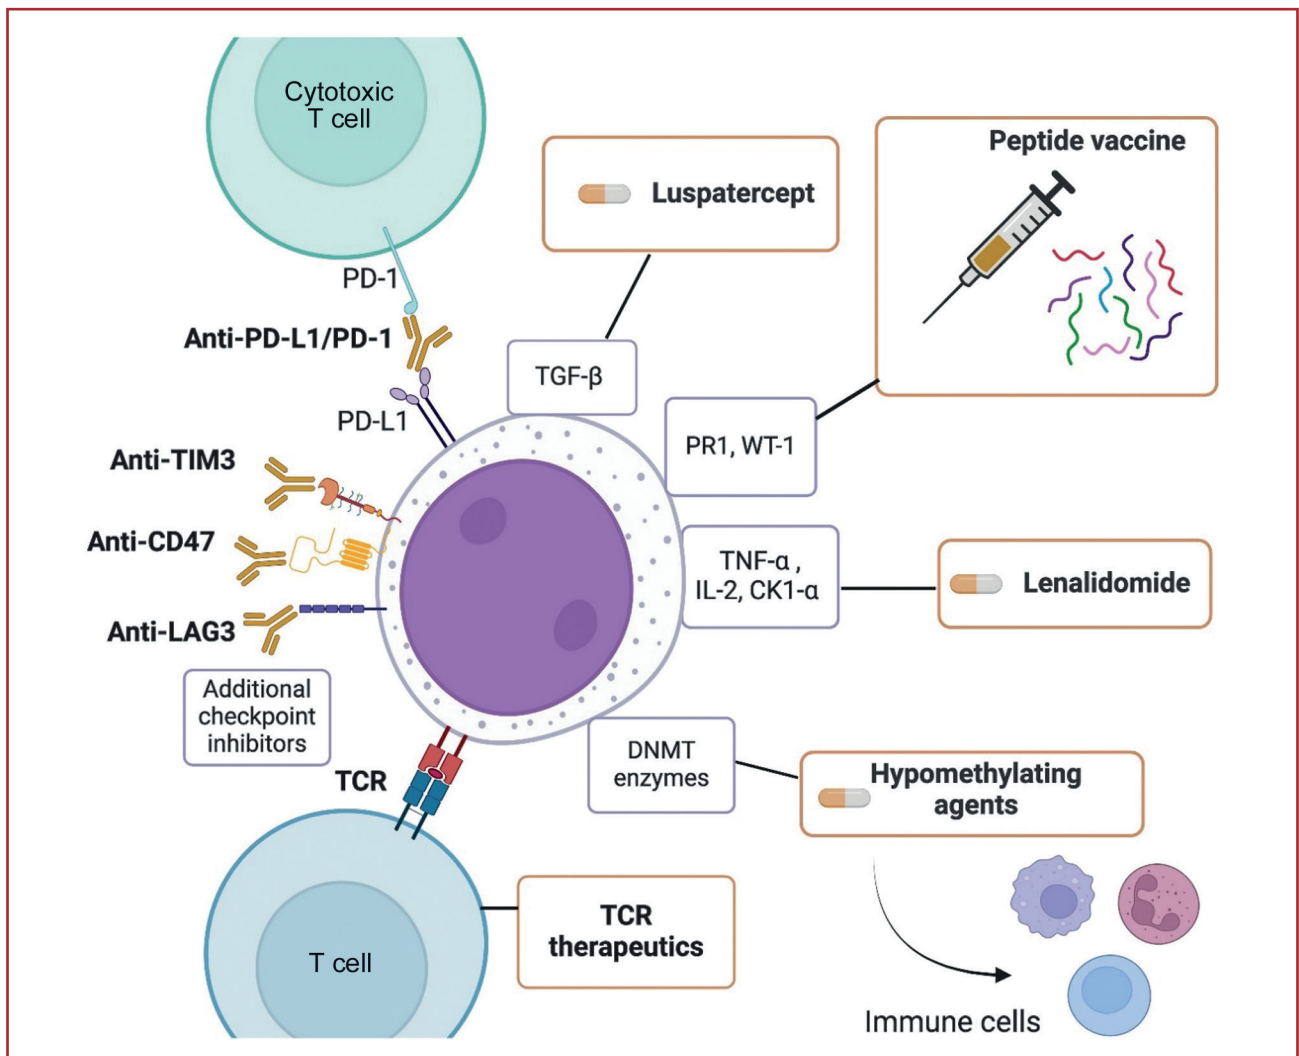 Cytotoxic
T cell
PD-1
Anti-PD-L1/PD-1
PD-L1
Anti-TIM3
Anti-CD47
Anti-LAG3
Additional
checkpoint
inhibitors
TCR
T cell
TCR
therapeutics
Luspatercept
TGF-β
Peptide vaccine
PR1, WT-1
TNF-α ,
IL-2, CK1-α
Lenalidomide
DNMT
enzymes
Hypomethylating
agents
Immune cells